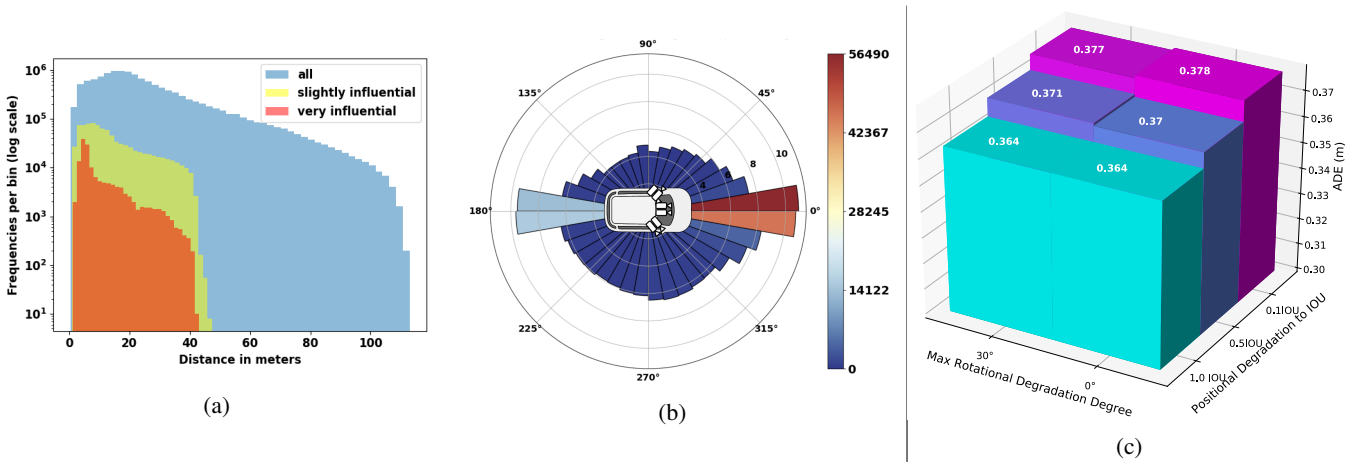 10⁶
10⁵
10⁴
10³
10²
10¹
Frequencies per bin (log scale)
all
slightly influential
very influential
0 20 40 60 80 100
Distance in meters
(a)
90°
135° 45°
180° 0°
225° 315°
270°
4 8 10
56490
42367
28245
14122
0
(b)
0.377
0.378
0.371
0.37
0.364
0.364
0.37
0.36
0.35
0.34
0.33
0.32
0.31
0.30
ADE (m)
30°
0°
Max Rotational Degradation Degree
0.1IOU
0.5IOU
1.0 IOU
Positional Degradation to IOU
(c)